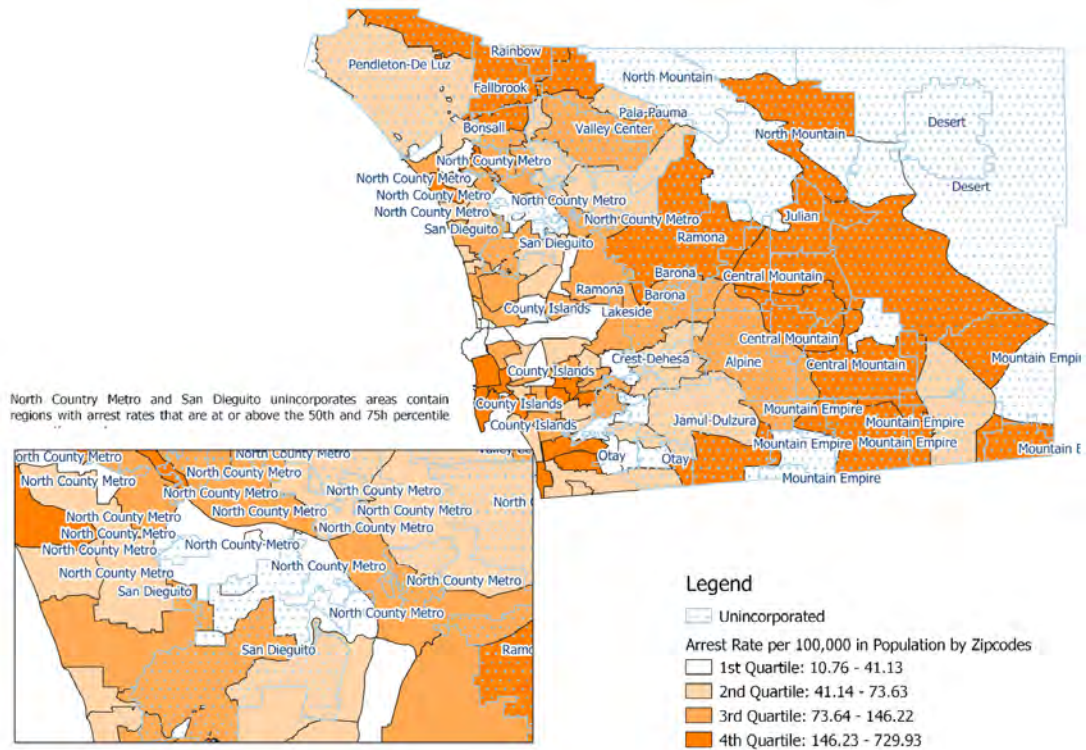 Rainbow
Pendleton-De Luz
North Mountain
Fallbrook
Pala-Pauma
Desert
Bonsall
Valley Center
North Mountain
North County Metro
North County Metro
Desert
North County Metro
North County Metro
North County Metro
North County Metro
Julian
San Dieguito
Ramona
San Dieguito
Barona
Central Mountain
Ramona
Barona
County Islands
Lakeside
Central Mountain
Crest-Dehesa
Mountain Empi
County Islands
Alpine
Central Mountain
North Country Metro and San Dieguito unincorporates areas contain
regions with arrest rates that are at or above the 50th and 75h percentile
County Islands
Mountain Empire
County Islands
Jamul-Dulzura
Mountain Empire
Mountain Empire
Mountain Empire
Mountain E
Otay
Otay
Mountain Empire
orth County Metro
North County Metro
North County Metro
North County Metro
North County Metro
North County Metro
North County Metro
North County Metro
North County Metro
North C
North County Metro
North County Metro
North County Metro
North County Metro
North County-Metro
North County Metro
North County Metro
North County Metro
San Dieguito
North County Metro
San Dieguito
Ramo
Legend
Unincorporated
Arrest Rate per 100,000 in Population by Zipcodes
1st Quartile: 10.76 - 41.13
2nd Quartile: 41.14 - 73.63
3rd Quartile: 73.64 - 146.22
4th Quartile: 146.23 - 729.93